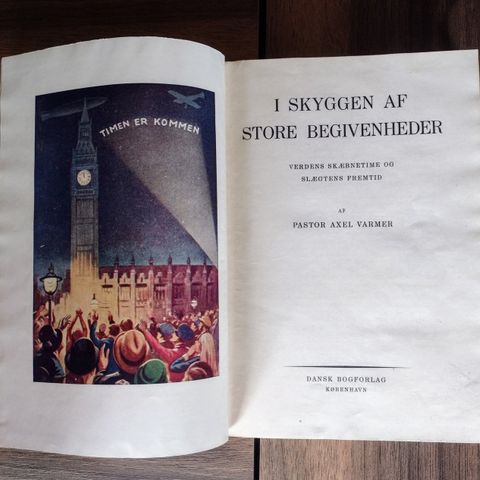 TIMEN ER KOMMEN
I SKYGGEN AF
STORE BEGIVENHEDER
VERDENS SKÆBNETIME OG
SLÆGTENS FREMTID
AF
PASTOR AXEL VARMER
DANSK BOGFORLAG
KØBENHAVN